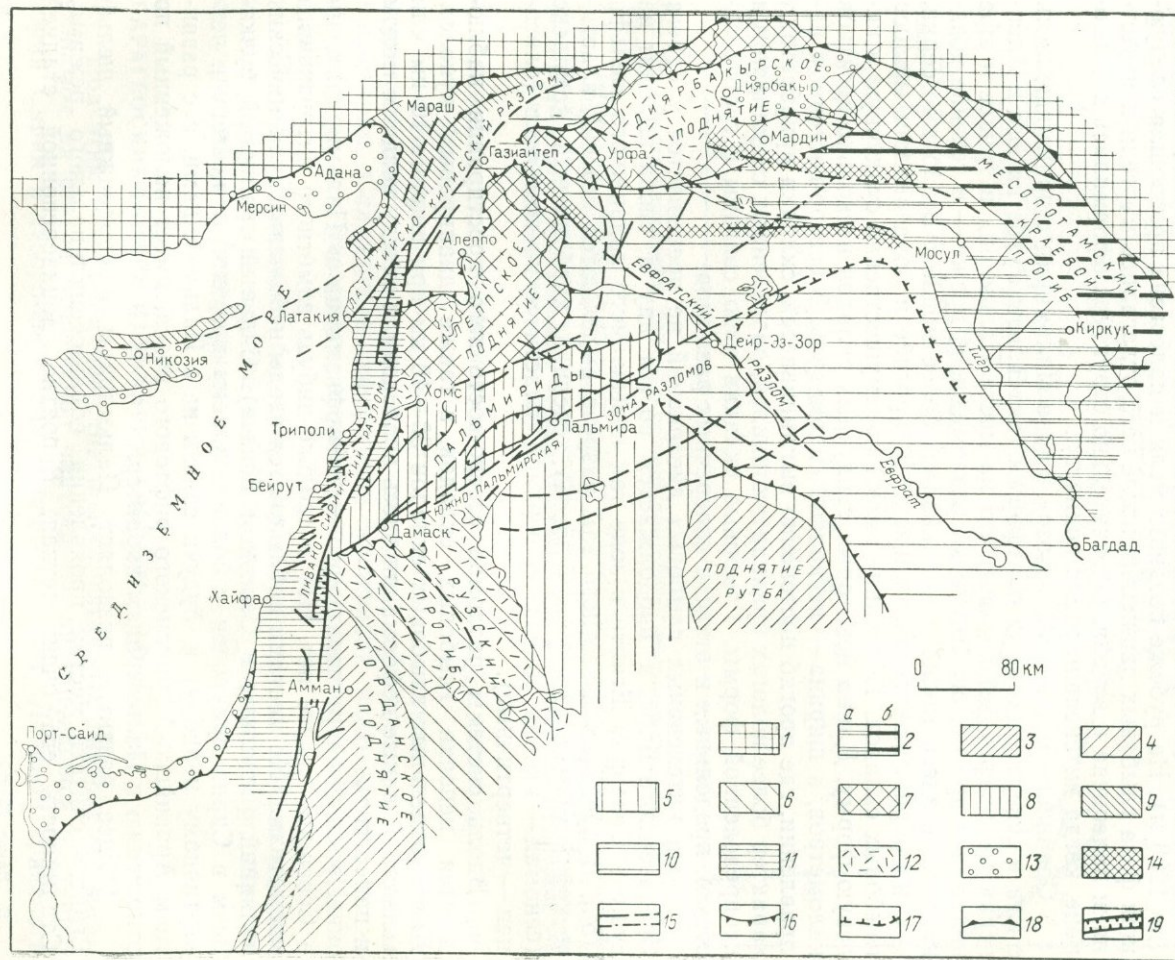 ДИЯРБАКЫРСКОЕ
Диярбакыр
ПОДНЯТИЕ
Мараш
Мардин
Газиантеп
Урфа
Адана
Мерсин
ЛАТАКИЙСКО-КИЛИССКИЙ РАЗЛОМ
МЕСОПОТАМСКИЙ
КРАЕВОЙ
ПРОГИБ
Алеппо
Мосул
АЛЕППСКОЕ
ПОДНЯТИЕ
ЕВФРАТСКИЙ
РАЗЛОМ
Латакия
Киркук
Никозия
Дейр-Эз-Зор
Тигр
СРЕДИЗЕМНОЕ МОРЕ
Хомс
ПАЛЬМИРИДЫ
Триполи
Пальмира
ЮЖНО-ПАЛЬМИРСКАЯ
ЗОНА РАЗЛОМОВ
Бейрут
Евфрат
ЛИВАНО-СИРИЙСКИЙ РАЗЛОМ
Дамаск
Багдад
ПОДНЯТИЕ
РУТБА
Хайфа
ДРУЗСКИЙ
ПРОГИБ
0 80 км
Амман
ИОРДАНСКОЕ
ПОДНЯТИЕ
Порт-Саид
а б
1 2 3 4
5 6 7 8 9
10 11 12 13 14
15 16 17 18 19